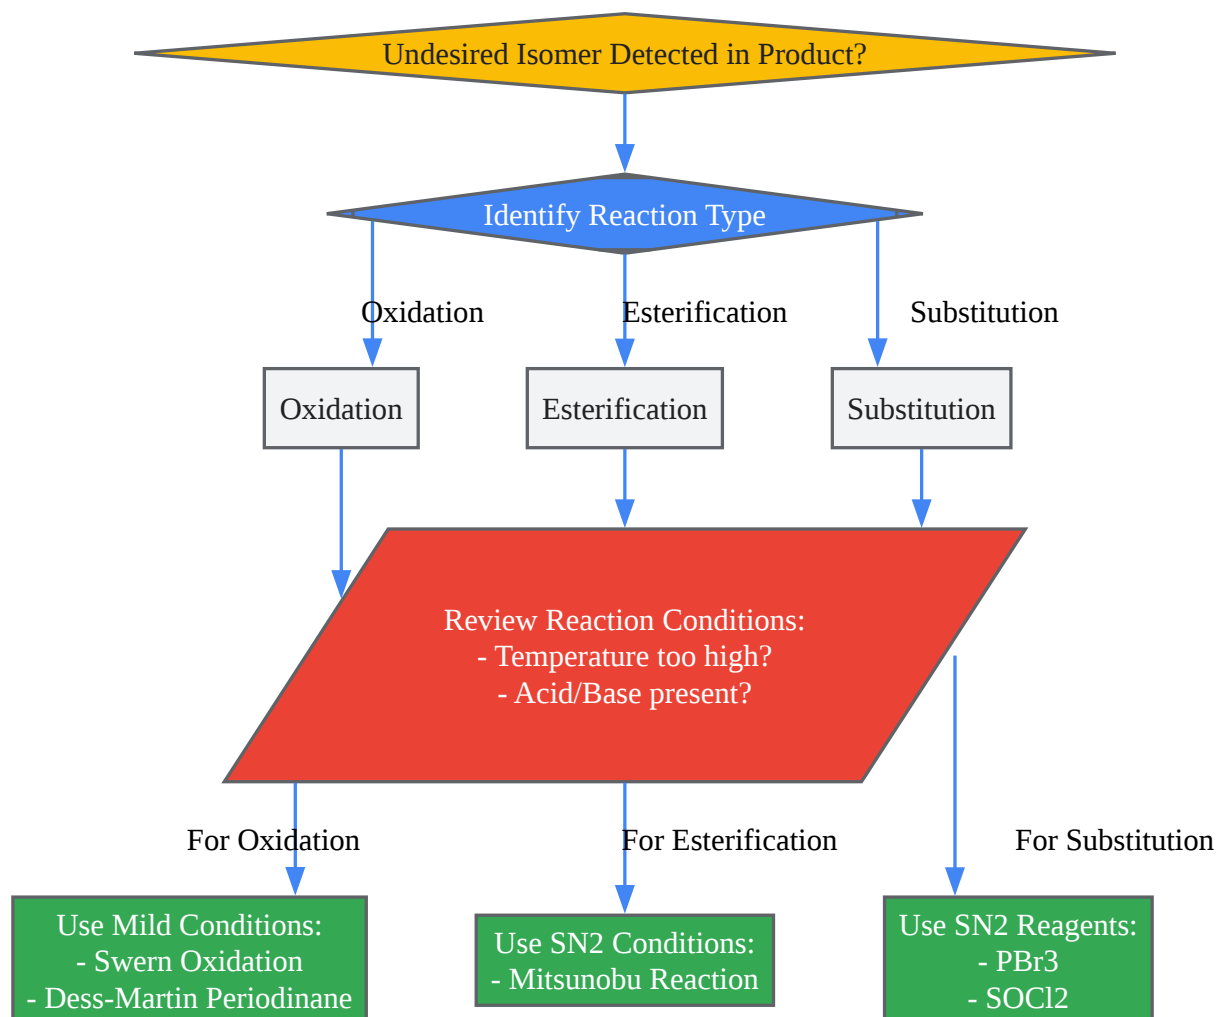 Undesired Isomer Detected in Product?
Identify Reaction Type
Oxidation
Esterification
Substitution
Oxidation
Esterification
Substitution
Review Reaction Conditions:
- Temperature too high?
- Acid/Base present?
For Oxidation
For Esterification
For Substitution
Use Mild Conditions:
- Swern Oxidation
- Dess-Martin Periodinane
Use SN2 Conditions:
- Mitsunobu Reaction
Use SN2 Reagents:
- PBr3
- SOCl2